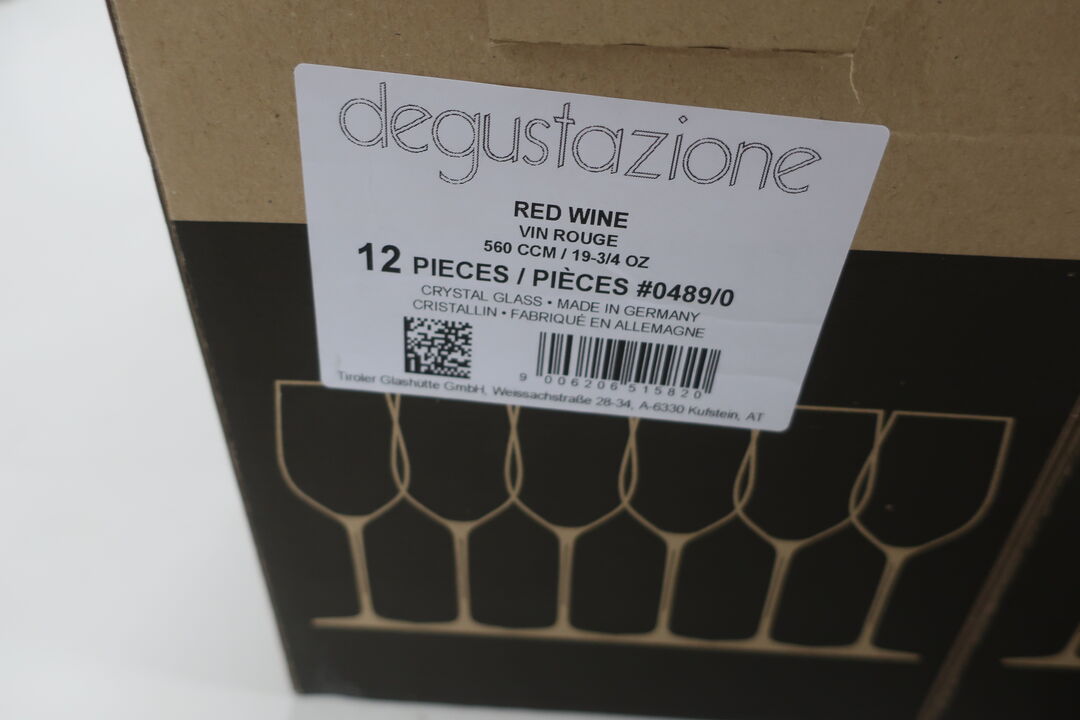 degustazione
RED WINE
VIN ROUGE
560 CCM / 19-3/4 OZ
12 PIECES / PIÈCES #0489/0
CRYSTAL GLASS • MADE IN GERMANY
CRISTALLIN • FABRIQUÉ EN ALLEMAGNE
9 006206 515820
Tiroler Glashütte GmbH, Weissachstraße 28-34, A-6330 Kufstein, AT